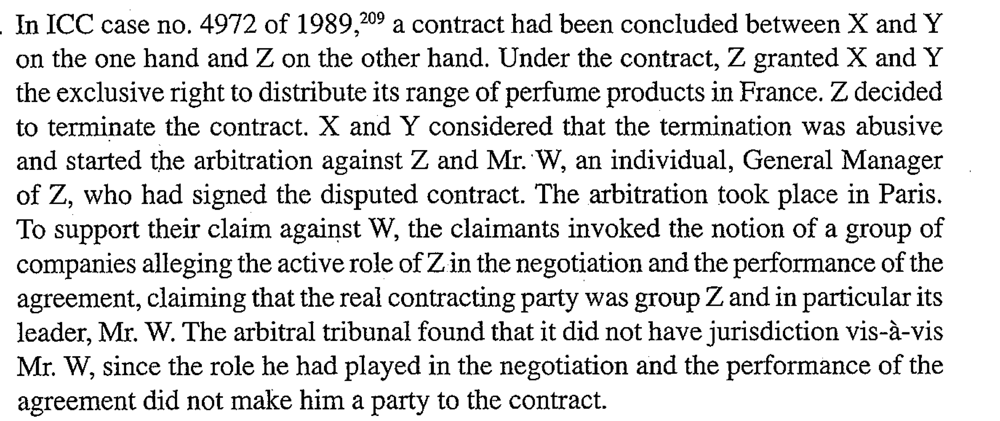 . In ICC case no. 4972 of 1989,²⁰⁹ a contract had been concluded between X and Y
on the one hand and Z on the other hand. Under the contract, Z granted X and Y
the exclusive right to distribute its range of perfume products in France. Z decided
to terminate the contract. X and Y considered that the termination was abusive
and started the arbitration against Z and Mr. W, an individual, General Manager
of Z, who had signed the disputed contract. The arbitration took place in Paris.
To support their claim against W, the claimants invoked the notion of a group of
companies alleging the active role of Z in the negotiation and the performance of the
agreement, claiming that the real contracting party was group Z and in particular its
leader, Mr. W. The arbitral tribunal found that it did not have jurisdiction vis-à-vis
Mr. W, since the role he had played in the negotiation and the performance of the
agreement did not make him a party to the contract.